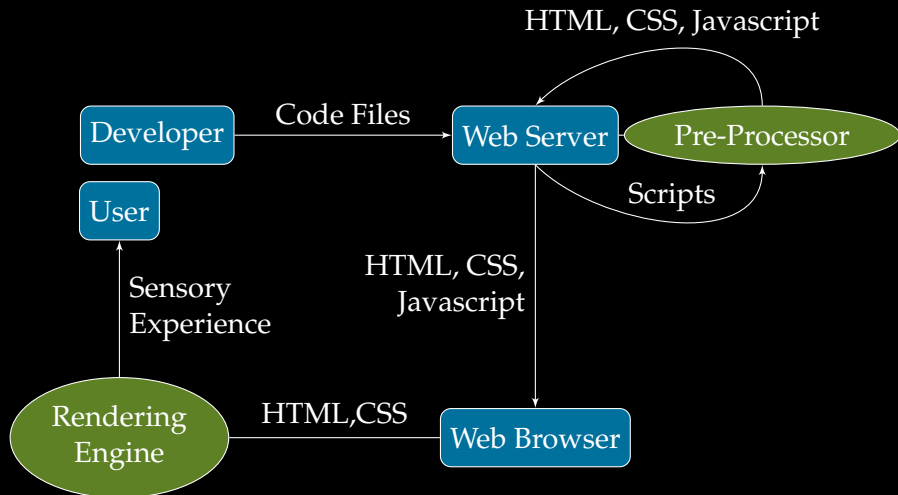 HTML, CSS, Javascript
Developer
Code Files
Web Server
Pre-Processor
User
Scripts
HTML, CSS,
Javascript
Sensory
Experience
Rendering
Engine
HTML,CSS
Web Browser